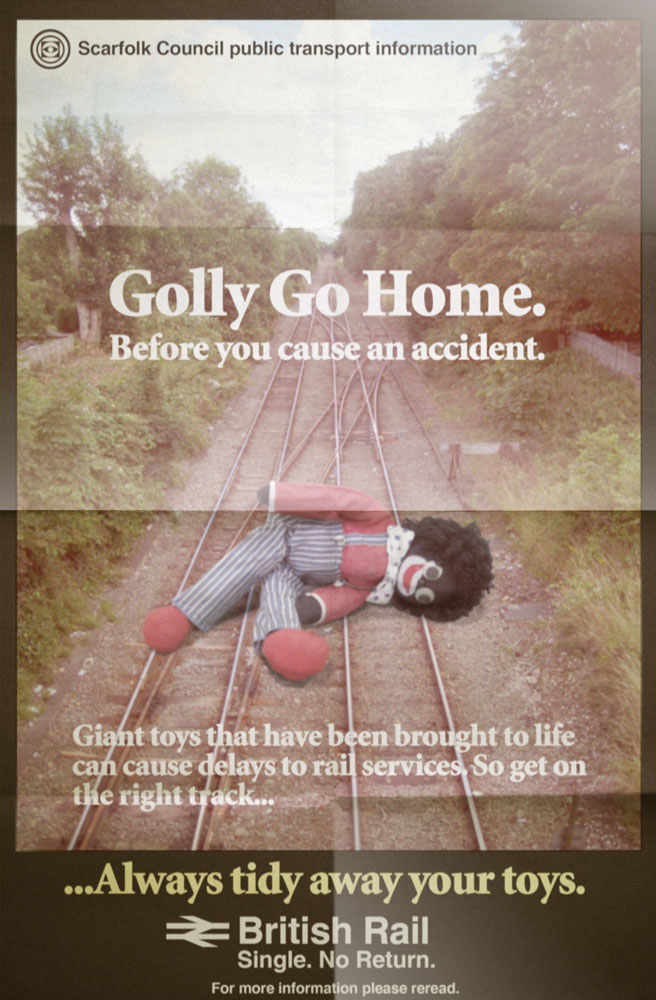 Scarfolk Council public transport information
Golly Go Home.
Before you cause an accident.
Giant toys that have been brought to life
can cause delays to rail services. So get on
the right track...
...Always tidy away your toys.
British Rail
Single. No Return.
For more information please reread.